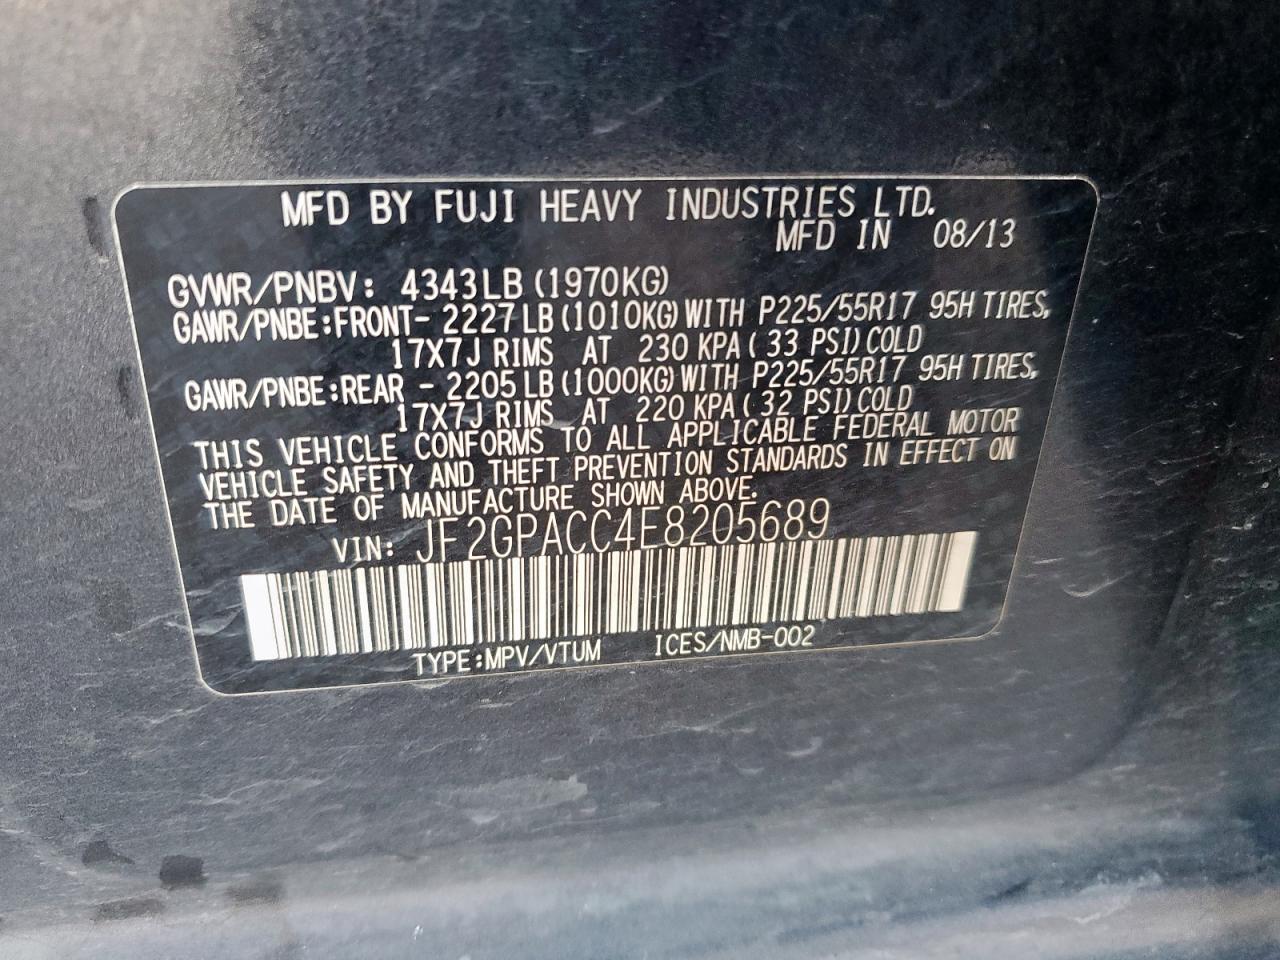 MFD BY FUJI HEAVY INDUSTRIES LTD.
MFD IN 08/13
GVWR/PNBV: 4343LB (1970KG)
GAWR/PNBE:FRONT- 2227LB (1010KG) WITH P225/55R17 95H TIRES,
17X7J RIMS AT 230 KPA ( 33 PSI) COLD
GAWR/PNBE:REAR - 2205LB (1000KG) WITH P225/55R17 95H TIRES,
17X7J RIMS AT 220 KPA ( 32 PSI) COLD
THIS VEHICLE CONFORMS TO ALL APPLICABLE FEDERAL MOTOR
VEHICLE SAFETY AND THEFT PREVENTION STANDARDS IN EFFECT ON
THE DATE OF MANUFACTURE SHOWN ABOVE.
VIN: JF2GPACC4E8205689
TYPE:MPV/VTUM ICES/NMB-002